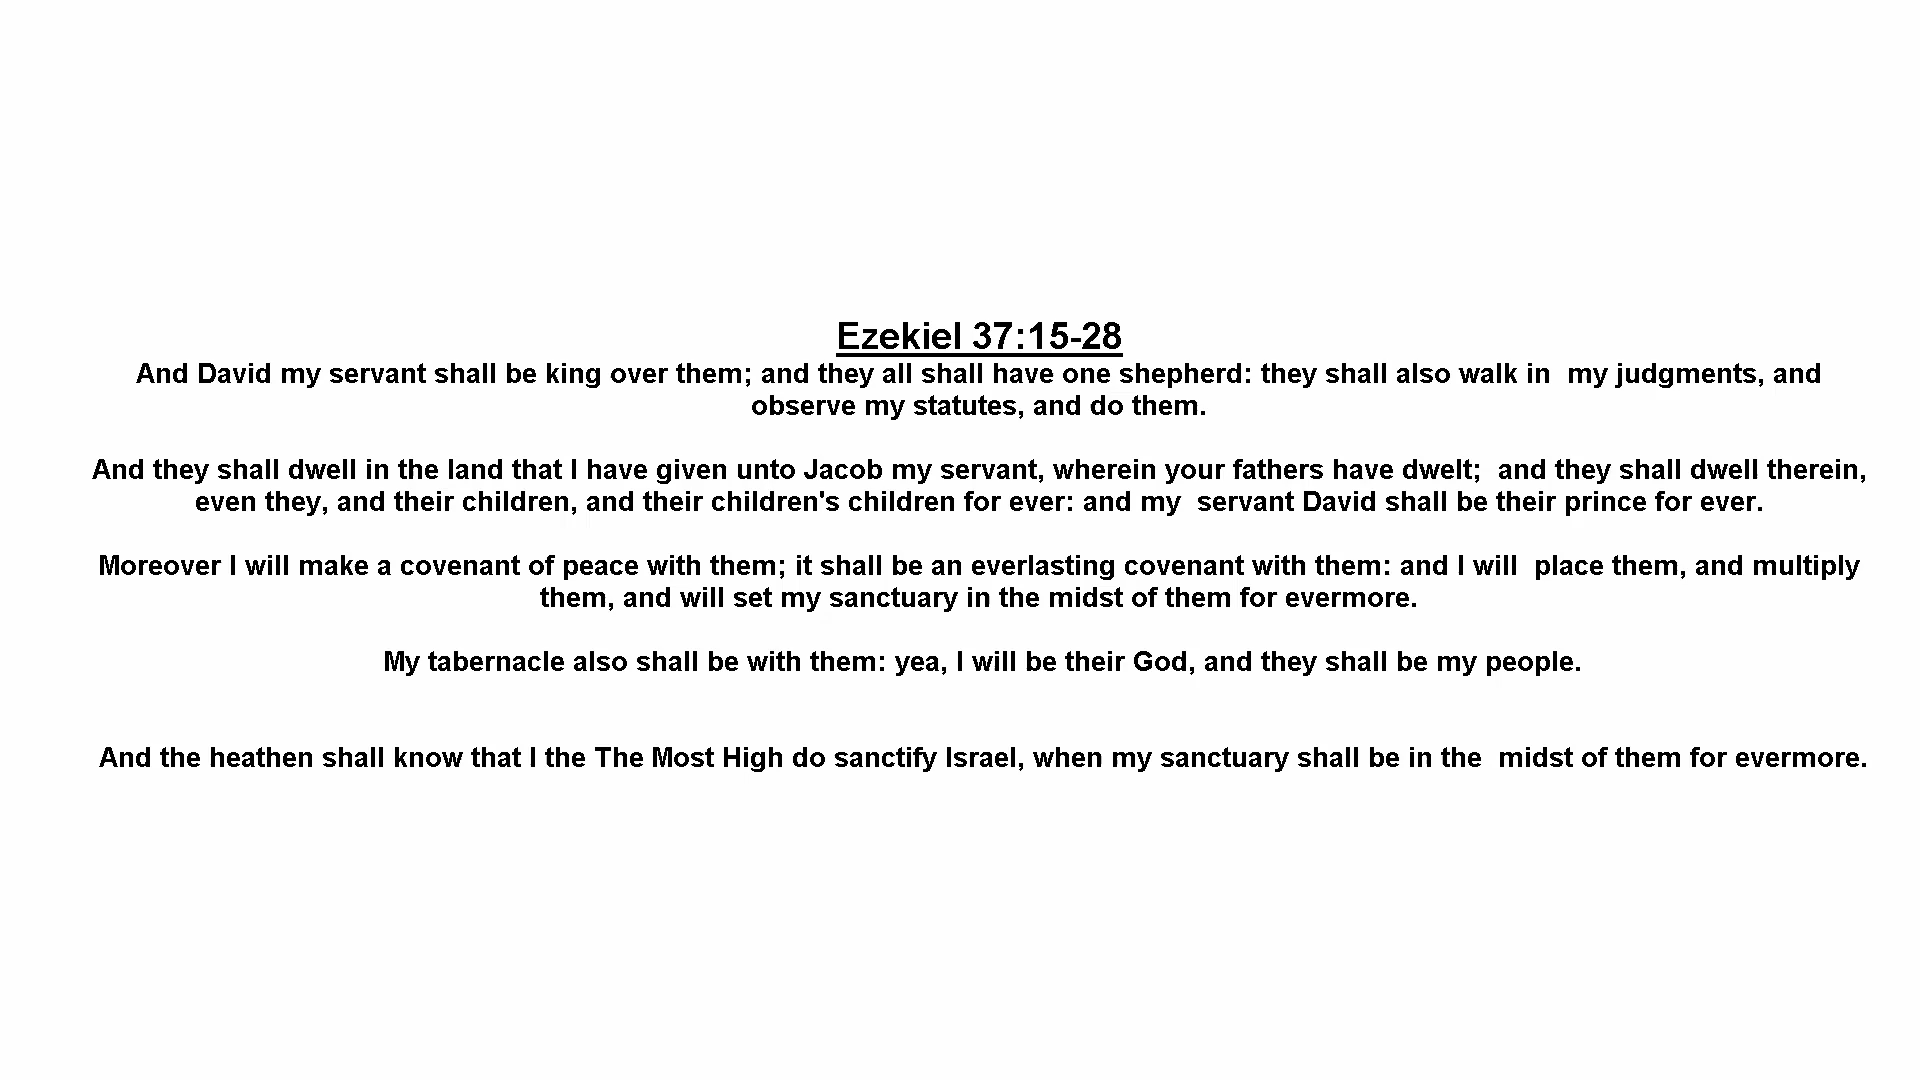 Ezekiel 37:15-28
And David my servant shall be king over them; and they all shall have one shepherd: they shall also walk in  my judgments, and
observe my statutes, and do them.
And they shall dwell in the land that I have given unto Jacob my servant, wherein your fathers have dwelt;  and they shall dwell therein,
even they, and their children, and their children's children for ever: and my  servant David shall be their prince for ever.
Moreover I will make a covenant of peace with them; it shall be an everlasting covenant with them: and I will  place them, and multiply
them, and will set my sanctuary in the midst of them for evermore.
My tabernacle also shall be with them: yea, I will be their God, and they shall be my people.
And the heathen shall know that I the The Most High do sanctify Israel, when my sanctuary shall be in the  midst of them for evermore.